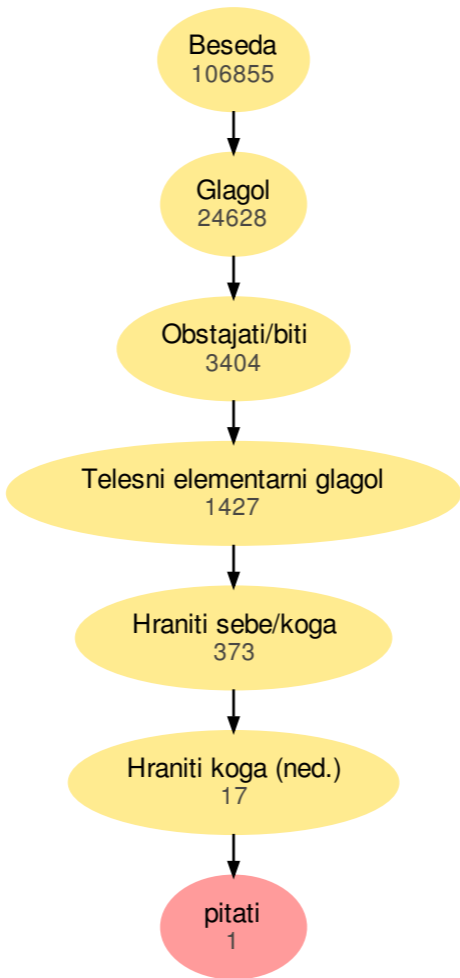 Beseda
106855
Glagol
24628
Obstajati/biti
3404
Telesni elementarni glagol
1427
Hraniti sebe/koga
373
Hraniti koga (ned.)
17
pitati
1